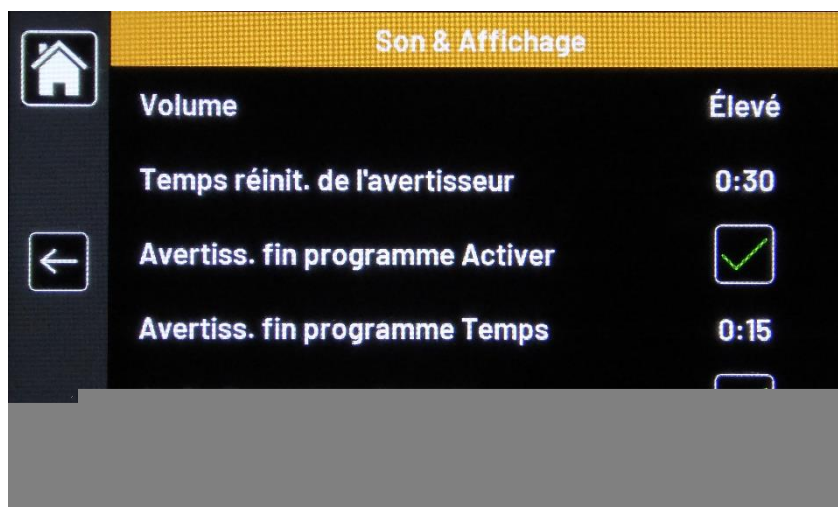 Son & Affichage
Volume Élevé
Temps réinit. de l'avertisseur 0:30
Avertiss. fin programme Activer
Avertiss. fin programme Temps 0:15